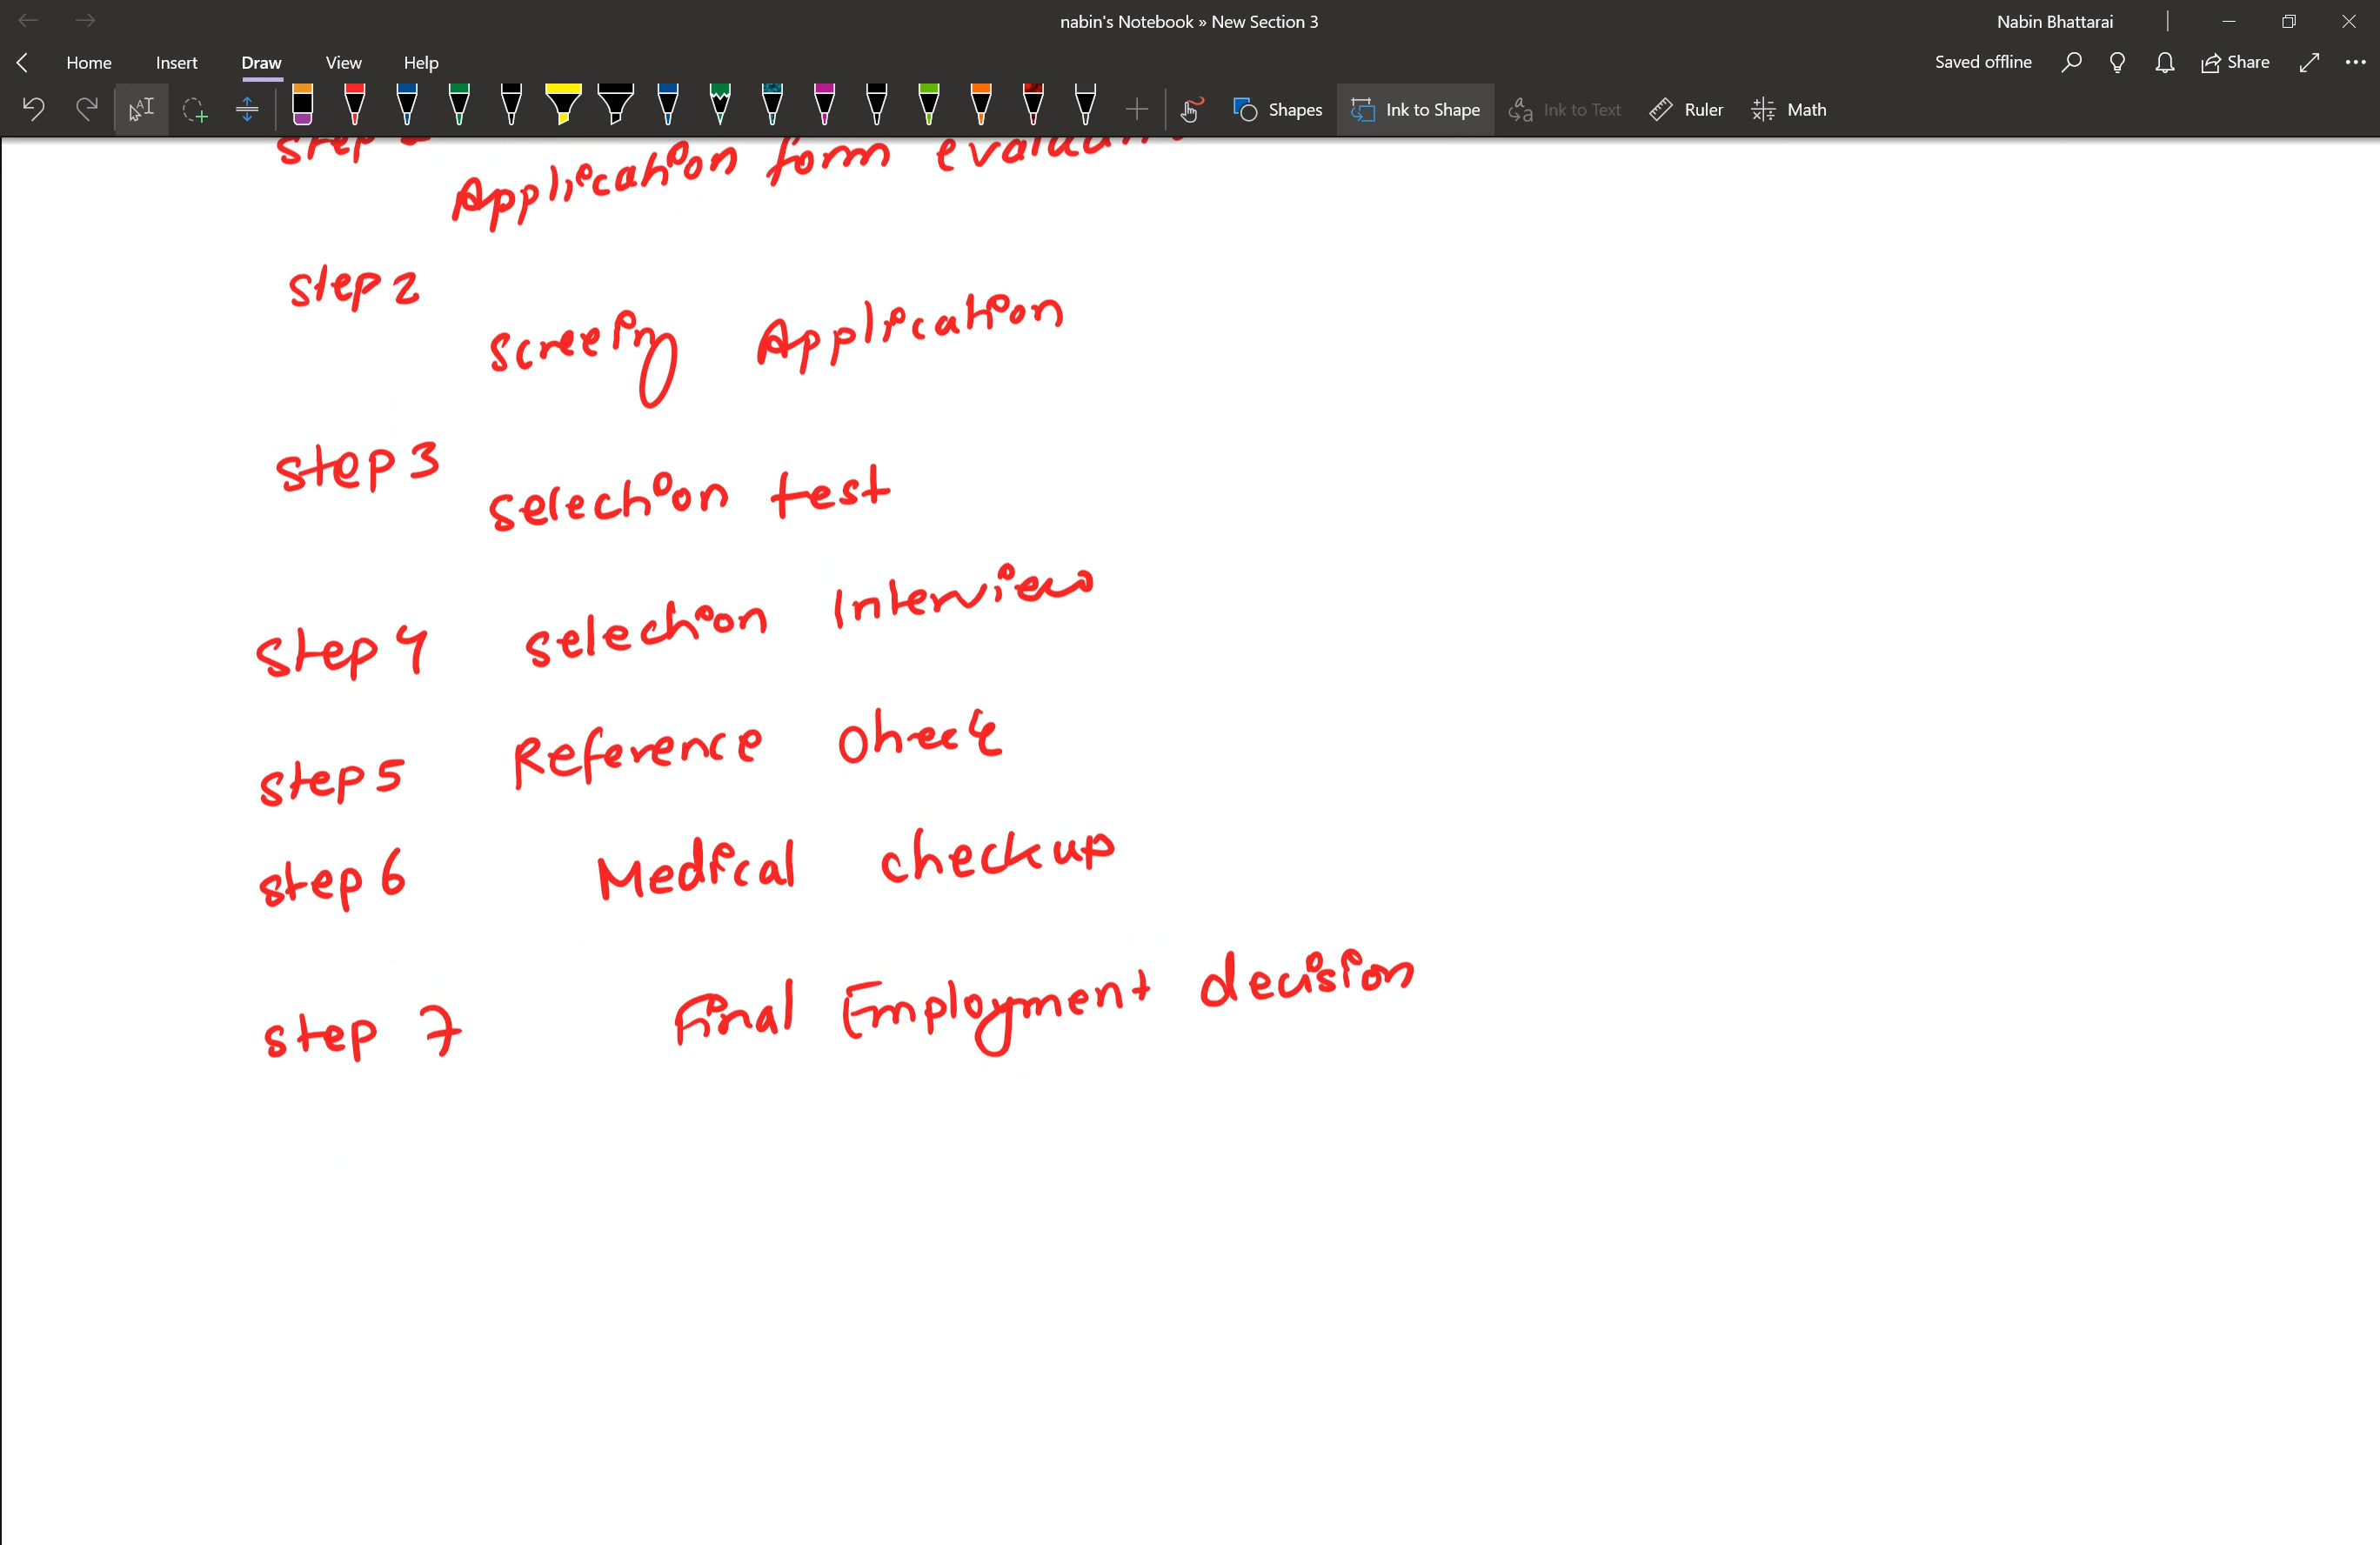 nabin's Notebook » New Section 3
Nabin Bhattarai
Home Insert Draw View Help
Saved offline
Share
Shapes Ink to Shape Ink to Text Ruler Math
step
Application form
step 2
screeing Application
step 3
selection test
step 4 selection Interview
step 5 Reference check
step 6 Medical checkup
step 7 Final Employment decision